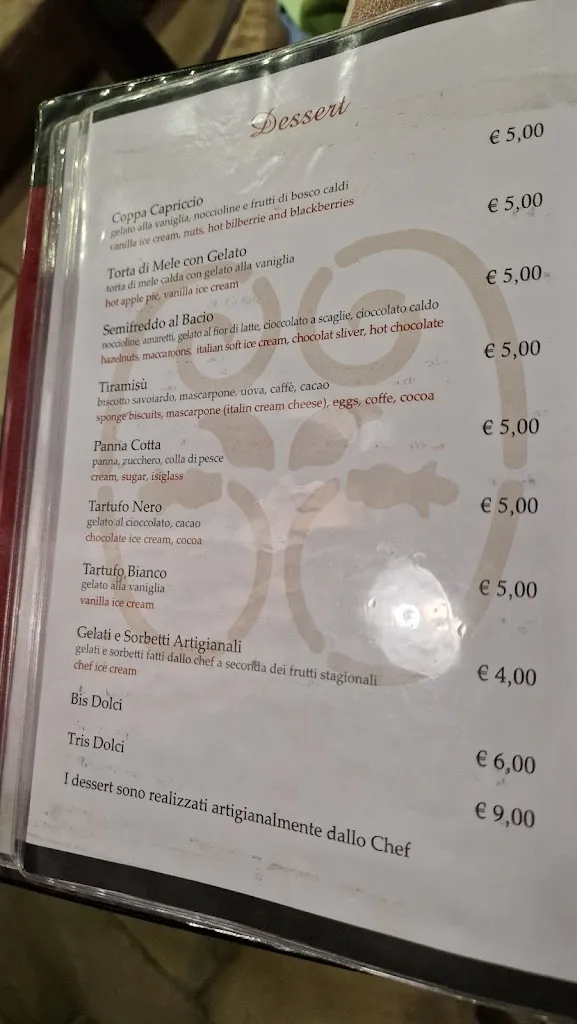 Dessert
Coppa Capriccio € 5,00
gelato alla vaniglia, noccioline e frutti di bosco caldi
vanilla ice cream, nuts, hot bilberrie and blackberries
Torta di Mele con Gelato € 5,00
torta di mele calda con gelato alla vaniglia
hot apple pie, vanilla ice cream
Semifreddo al Bacio € 5,00
noccioline, amaretti, gelato al fior di latte, cioccolato a scaglie, cioccolato caldo
hazelnuts, maccaroons, italian soft ice cream, chocolat sliver, hot chocolate
Tiramisù € 5,00
biscotto savoiardo, mascarpone, uova, caffè, cacao
sponge biscuits, mascarpone (italin cream cheese), eggs, coffe, cocoa
Panna Cotta € 5,00
panna, zucchero, colla di pesce
cream, sugar, isiglass
Tartufo Nero € 5,00
gelato al cioccolato, cacao
chocolate ice cream, cocoa
Tartufo Bianco € 5,00
gelato alla vaniglia
vanilla ice cream
Gelati e Sorbetti Artigianali € 4,00
gelati e sorbetti fatti dallo chef a seconda dei frutti stagionali
chef ice cream
Bis Dolci € 6,00
Tris Dolci € 9,00
I dessert sono realizzati artigianalmente dallo Chef